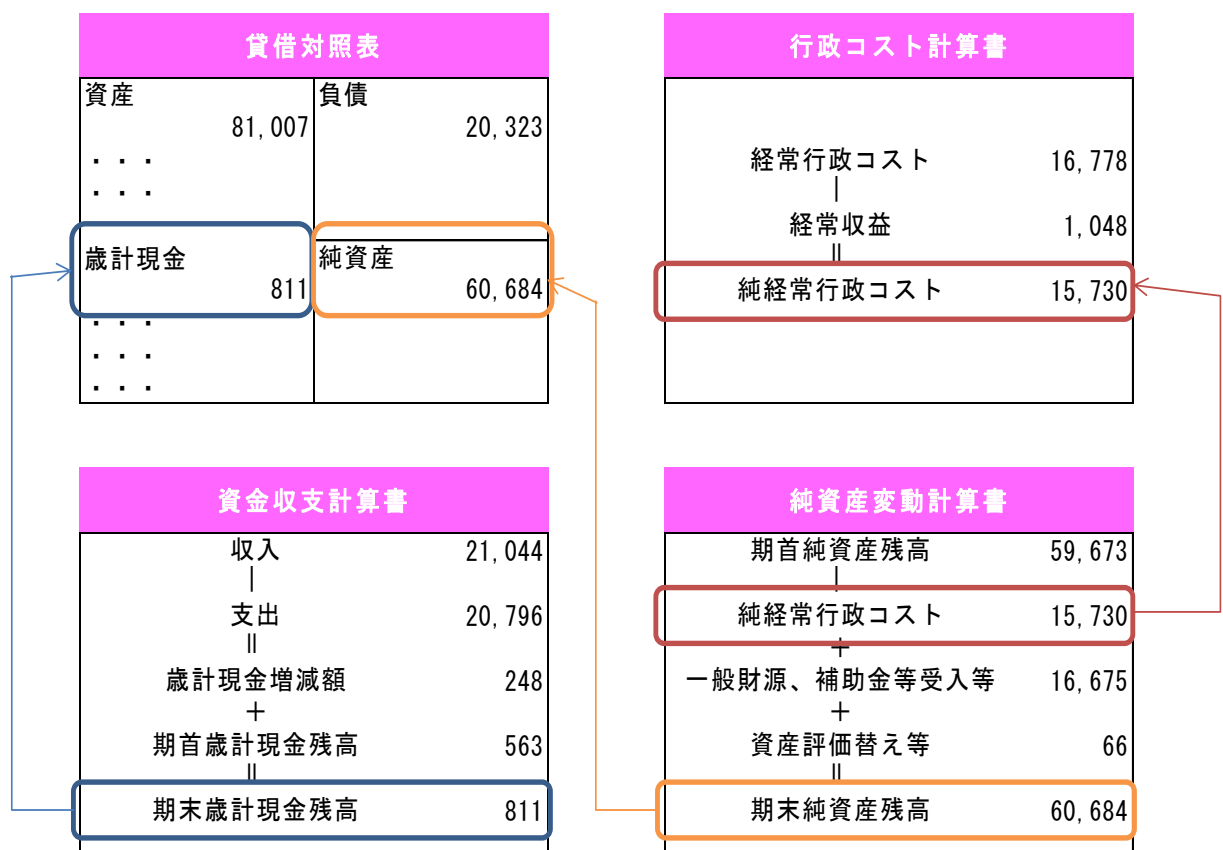 貸借対照表
資産 負債
81,007 20,323
・・・
・・・
歳計現金 純資産
811 60,684
・・・
・・・
・・・
行政コスト計算書
経常行政コスト 16,778
|
経常収益 1,048
||
純経常行政コスト 15,730
資金収支計算書
収入 21,044
|
支出 20,796
||
歳計現金増減額 248
＋
期首歳計現金残高 563
||
期末歳計現金残高 811
純資産変動計算書
期首純資産残高 59,673
|
純経常行政コスト 15,730
＋
一般財源、補助金等受入等 16,675
＋
資産評価替え等 66
||
期末純資産残高 60,684